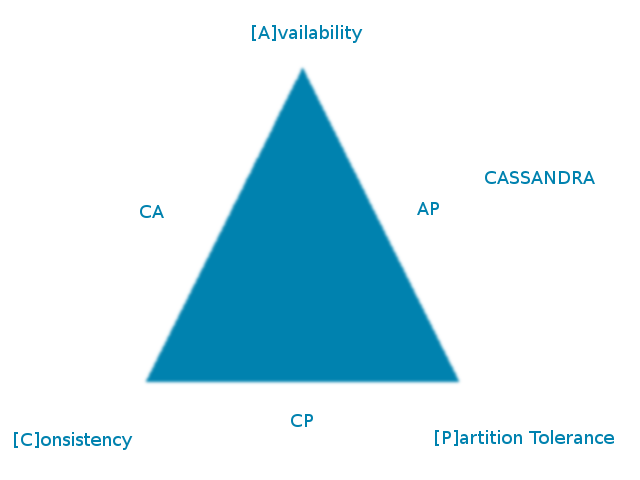 [A]vailability
CASSANDRA
CA
AP
CP
[C]onsistency
[P]artition Tolerance